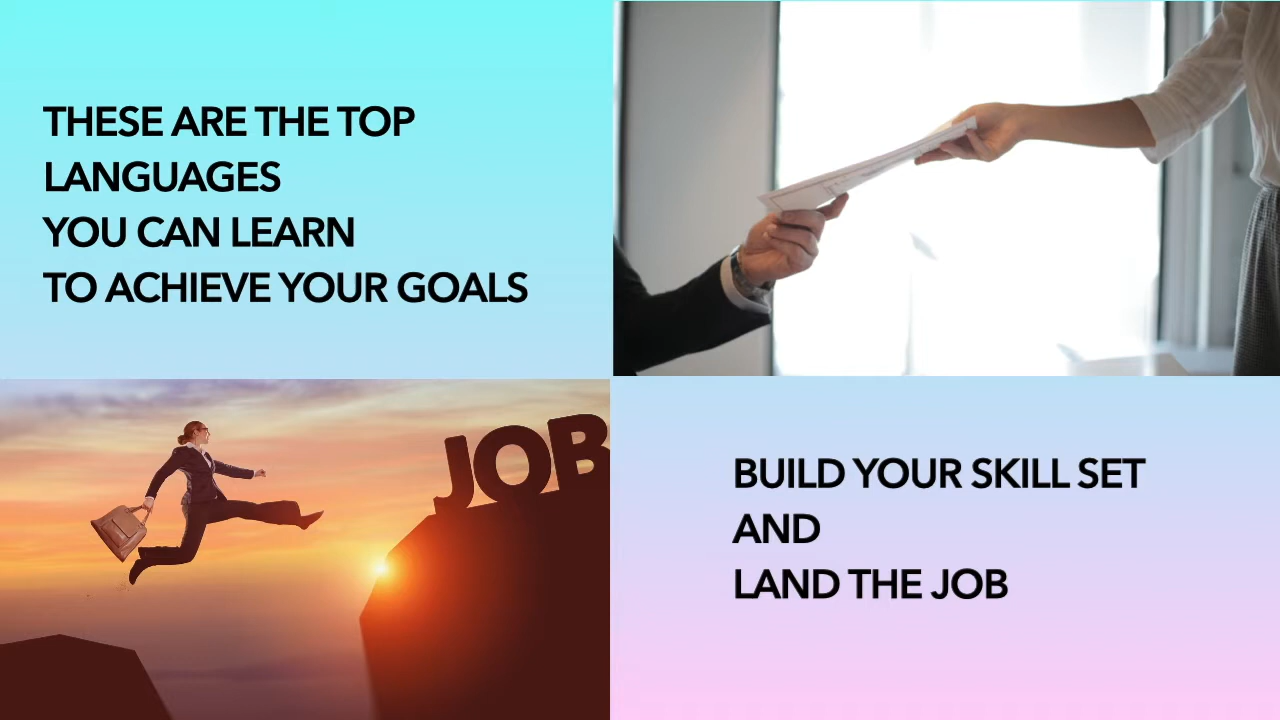 THESE ARE THE TOP
LANGUAGES
YOU CAN LEARN
TO ACHIEVE YOUR GOALS
JOB
BUILD YOUR SKILL SET
AND
LAND THE JOB